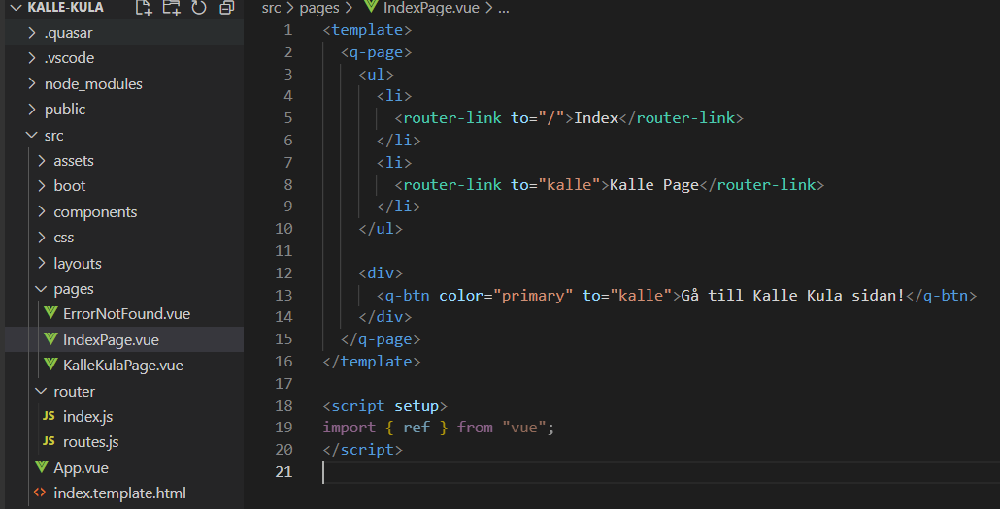 KALLE-KULA
.quasar
.vscode
node_modules
public
src
assets
boot
components
css
layouts
pages
ErrorNotFound.vue
IndexPage.vue
KalleKulaPage.vue
router
JS index.js
JS routes.js
App.vue
<> index.template.html
src > pages > IndexPage.vue > ...
1 <template>
2 <q-page>
3 <ul>
4 <li>
5 <router-link to="/">Index</router-link>
6 </li>
7 <li>
8 <router-link to="kalle">Kalle Page</router-link>
9 </li>
10 </ul>
11
12 <div>
13 <q-btn color="primary" to="kalle">Gå till Kalle Kula sidan!</q-btn>
14 </div>
15 </q-page>
16 </template>
17
18 <script setup>
19 import { ref } from "vue";
20 </script>
21